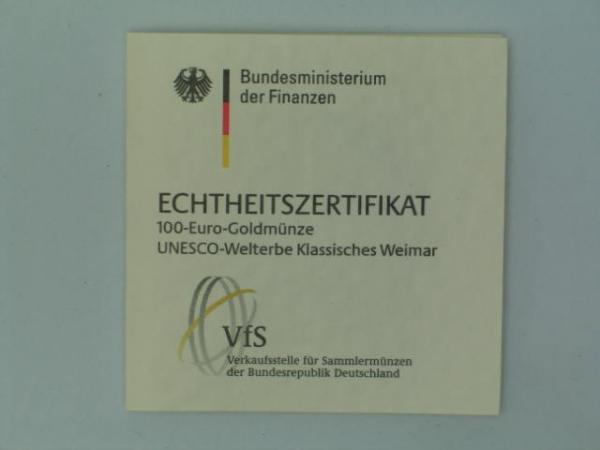 Bundesministerium
der Finanzen
ECHTHEITSZERTIFIKAT
100-Euro-Goldmünze
UNESCO-Welterbe Klassisches Weimar
VfS
Verkaufsstelle für Sammlermünzen
der Bundesrepublik Deutschland